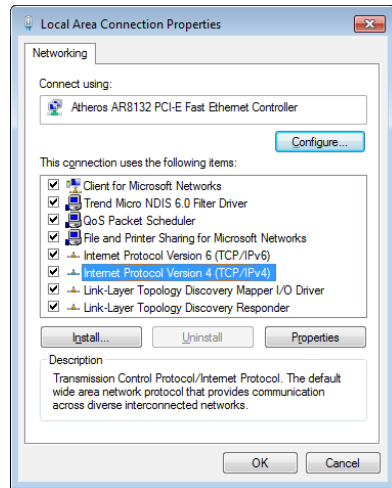 Local Area Connection Properties
Networking
Connect using:
Atheros AR8132 PCI-E Fast Ethernet Controller
Configure...
This connection uses the following items:
Client for Microsoft Networks
Trend Micro NDIS 6.0 Filter Driver
QoS Packet Scheduler
File and Printer Sharing for Microsoft Networks
Internet Protocol Version 6 (TCP/IPv6)
Internet Protocol Version 4 (TCP/IPv4)
Link-Layer Topology Discovery Mapper I/O Driver
Link-Layer Topology Discovery Responder
Install... Uninstall Properties
Description
Transmission Control Protocol/Internet Protocol. The default
wide area network protocol that provides communication
across diverse interconnected networks.
OK Cancel